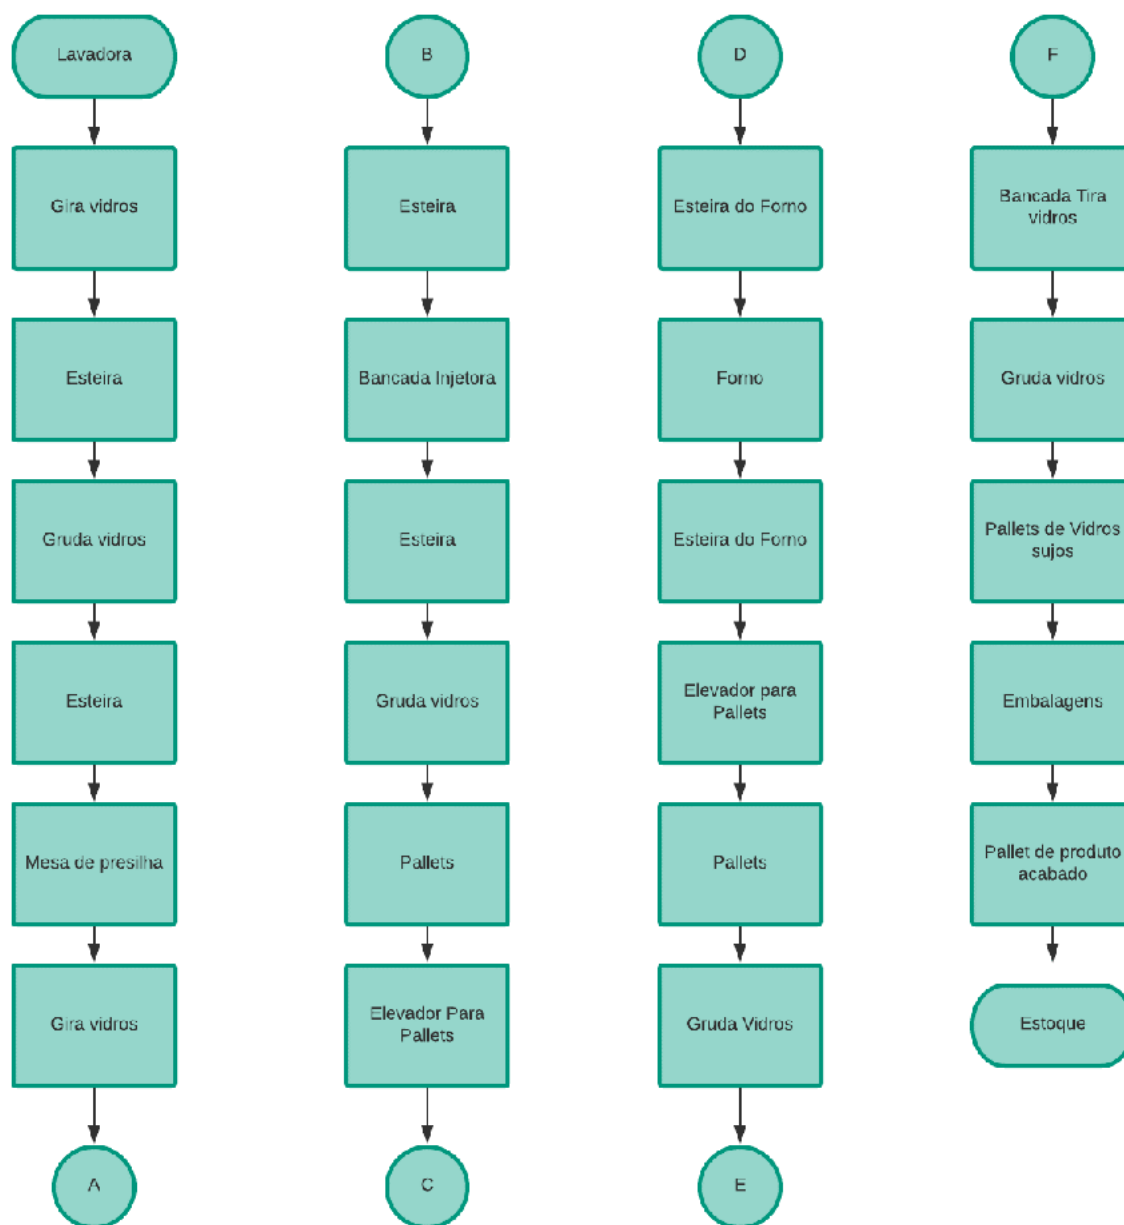 Lavadora
Gira vidros
Esteira
Gruda vidros
Esteira
Mesa de presilha
Gira vidros
A
B
Esteira
Bancada Injetora
Esteira
Gruda vidros
Pallets
Elevador Para
Pallets
C
D
Esteira do Forno
Forno
Esteira do Forno
Elevador para
Pallets
Pallets
Gruda Vidros
E
F
Bancada Tira
vidros
Gruda vidros
Pallets de Vidros
sujos
Embalagens
Pallet de produto
acabado
Estoque